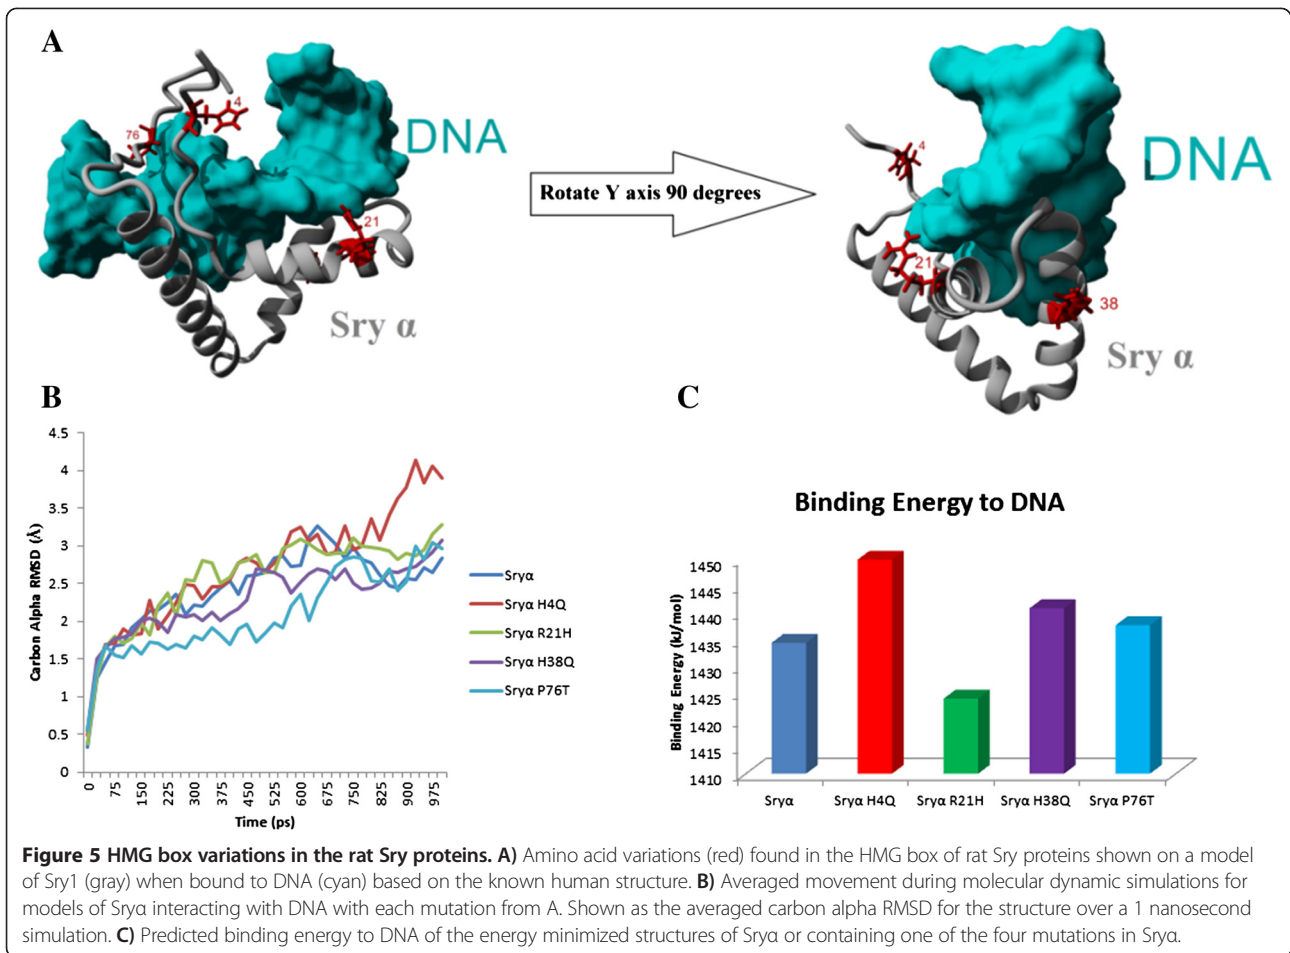 A
4
76
DNA
21
Sry α
Rotate Y axis 90 degrees
4
DNA
21
38
Sry α
B
4.5
4
3.5
3
2.5
2
1.5
1
0.5
0
Carbon Alpha RMSD (Å)
0 75 150 225 300 375 450 525 600 675 750 825 900 975
Time (ps)
Sryα
Sryα H4Q
Sryα R21H
Sryα H38Q
Sryα P76T
C
Binding Energy to DNA
1450
1445
1440
1435
1430
1425
1420
1415
1410
Binding Energy (kJ/mol)
Sryα Sryα H4Q Sryα R21H Sryα H38Q Sryα P76T
Figure 5 HMG box variations in the rat Sry proteins. A) Amino acid variations (red) found in the HMG box of rat Sry proteins shown on a model
of Sry1 (gray) when bound to DNA (cyan) based on the known human structure. B) Averaged movement during molecular dynamic simulations for
models of Sryα interacting with DNA with each mutation from A. Shown as the averaged carbon alpha RMSD for the structure over a 1 nanosecond
simulation. C) Predicted binding energy to DNA of the energy minimized structures of Sryα or containing one of the four mutations in Sryα.